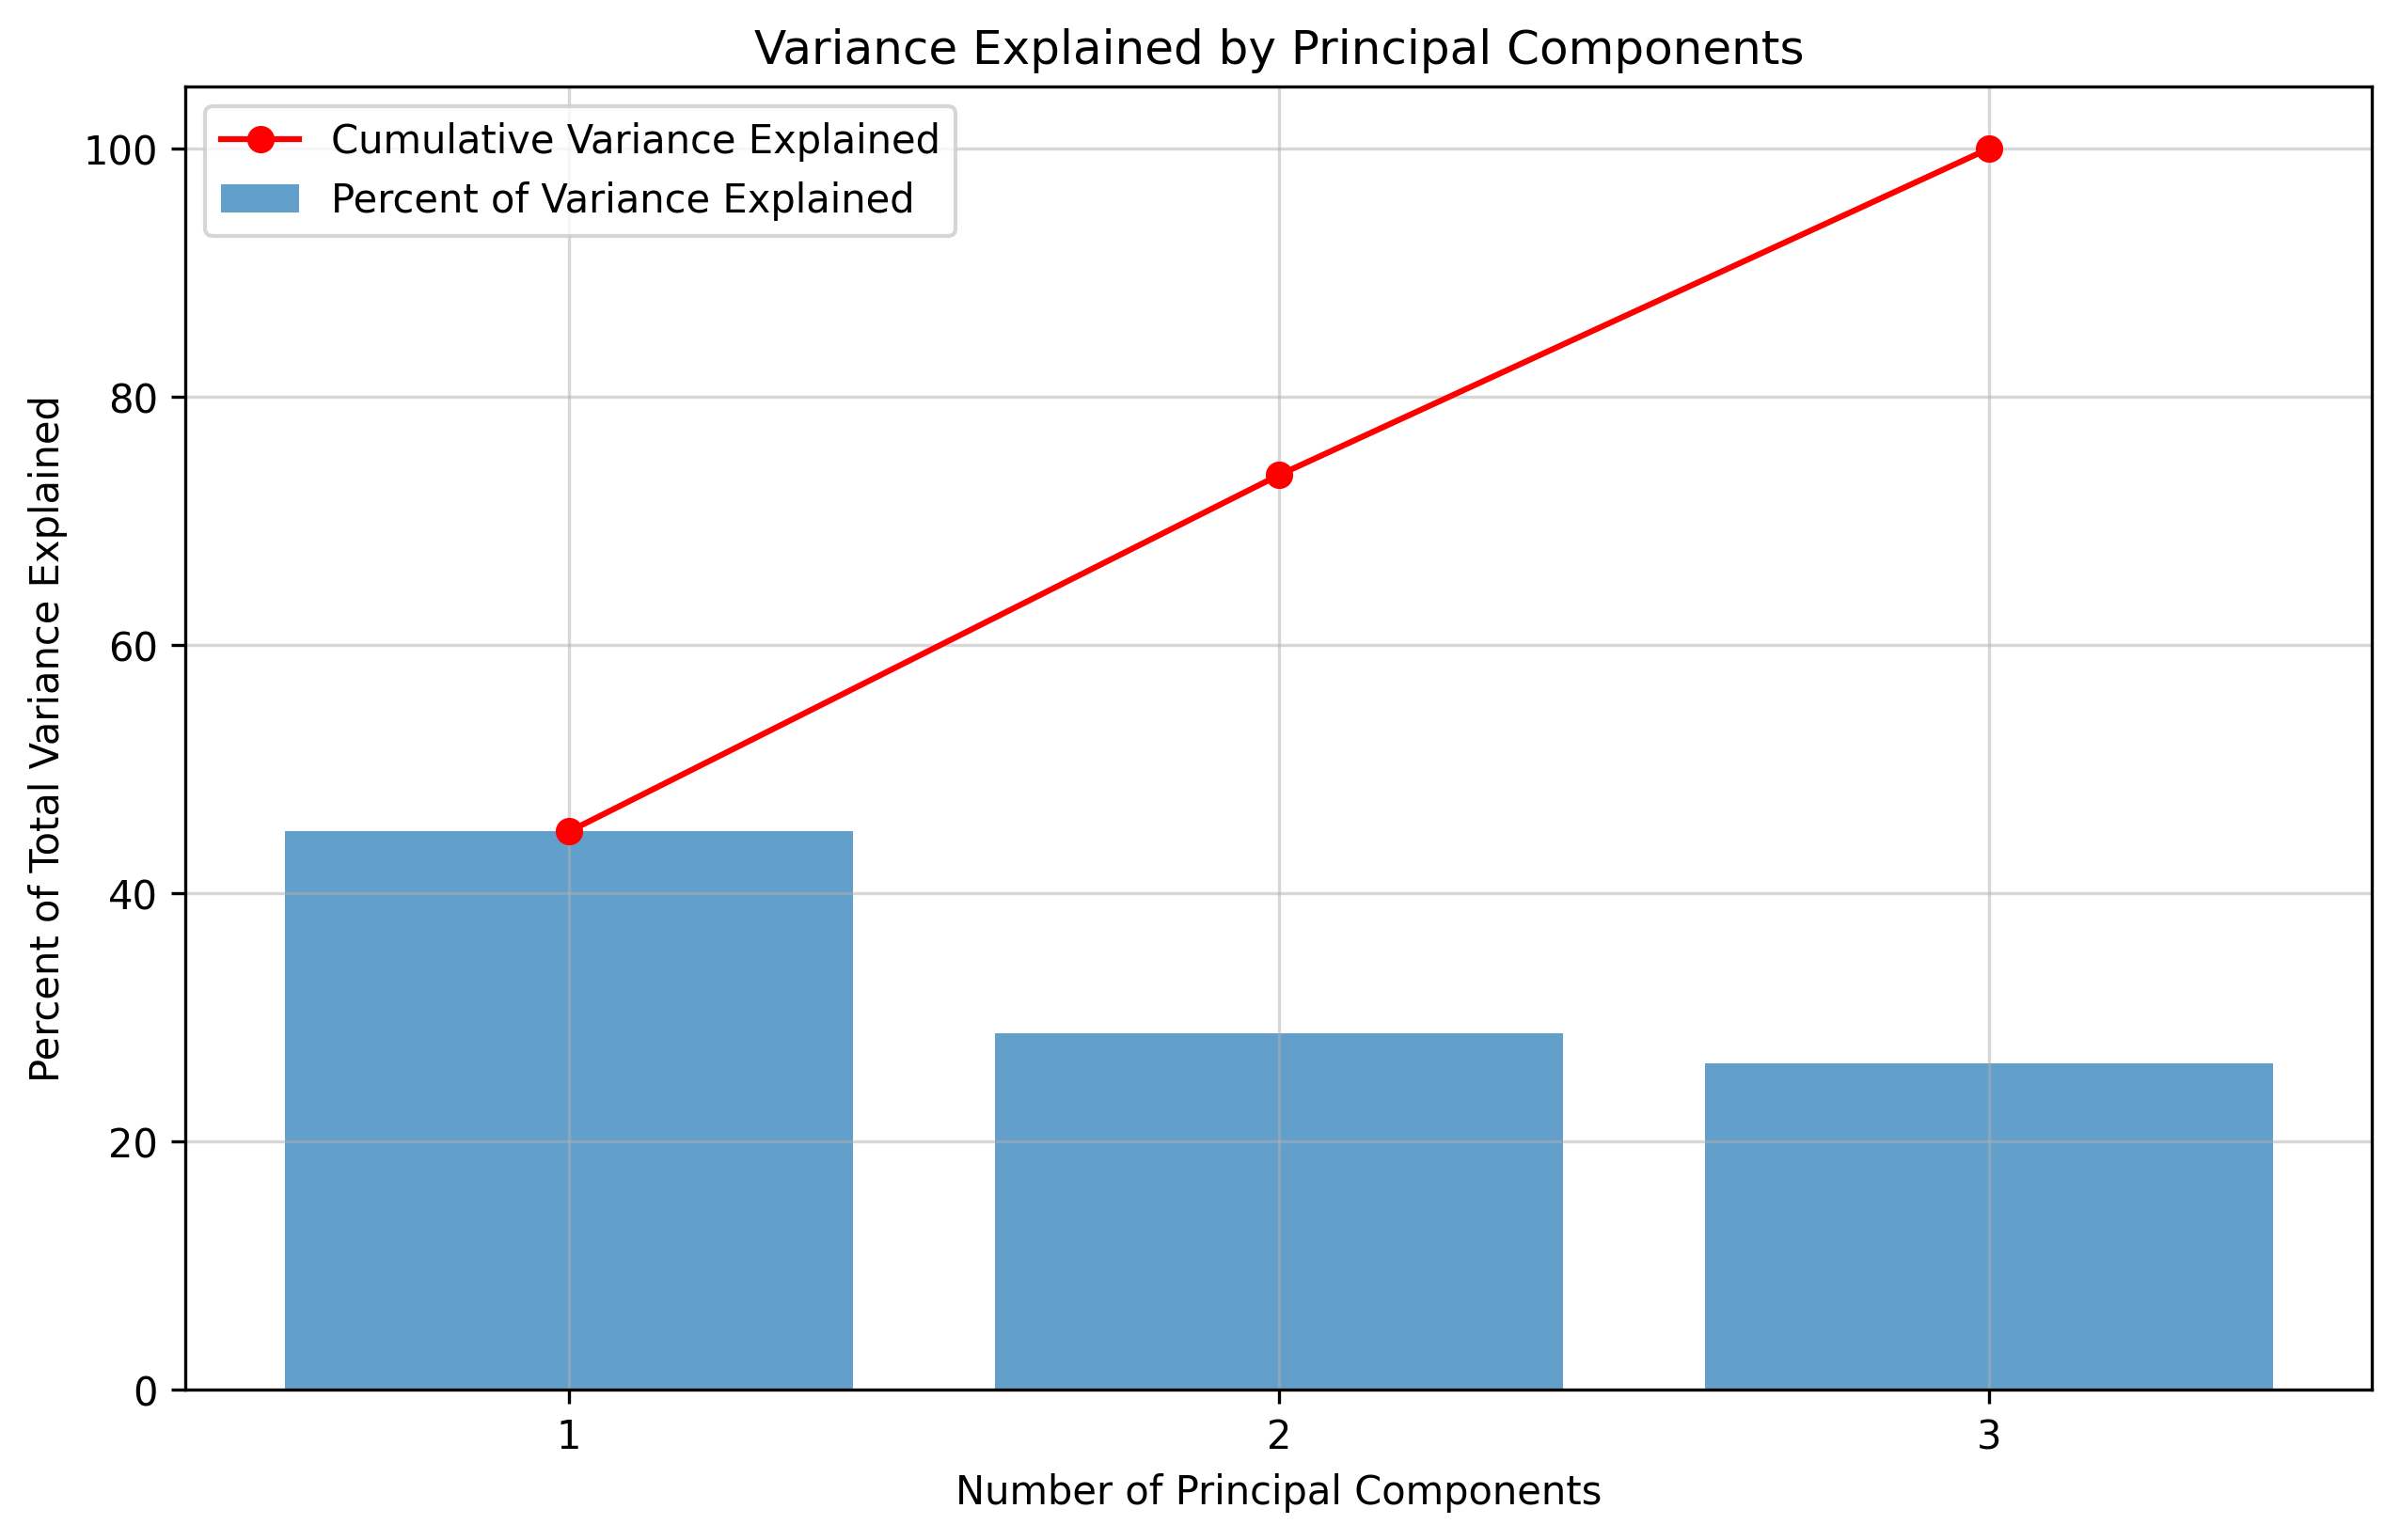 Variance Explained by Principal Components
Cumulative Variance Explained
Percent of Variance Explained
Percent of Total Variance Explained
100
80
60
40
20
0
1
2
3
Number of Principal Components